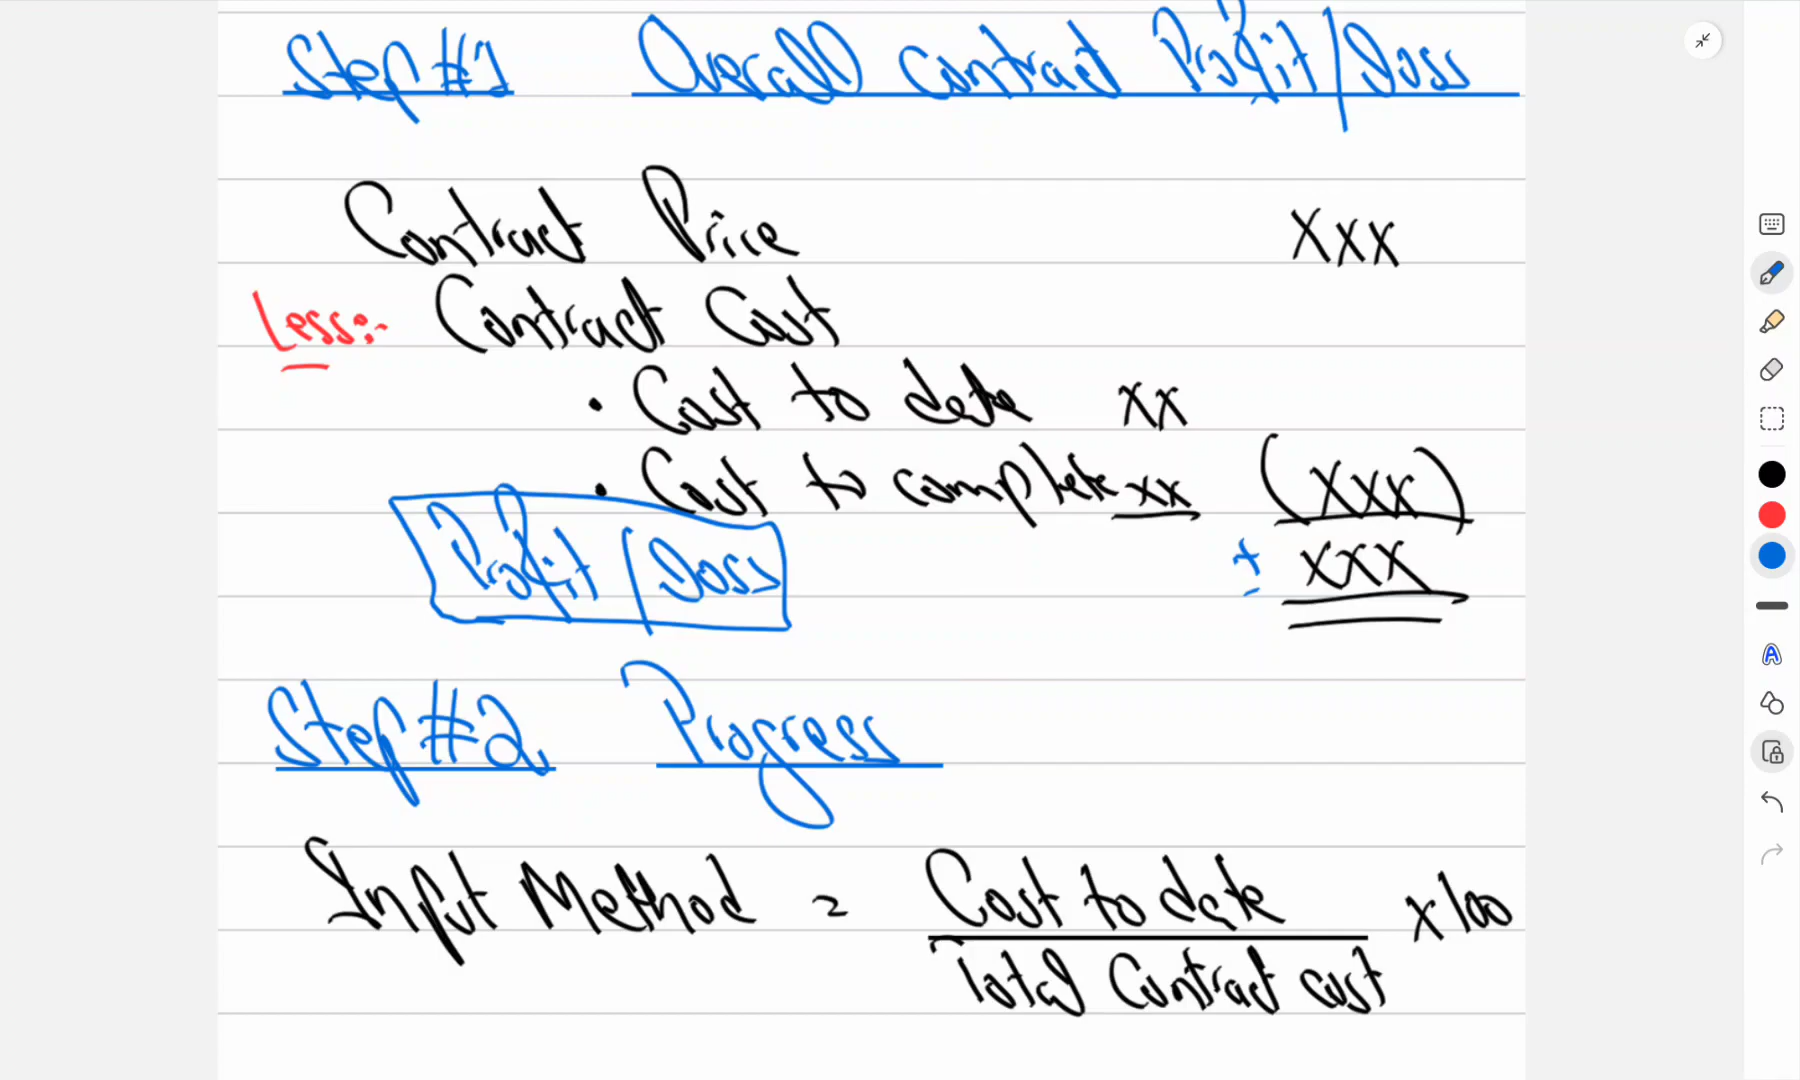 Step #1 Overall Contract Profit/Loss
Contract Price xxx
Less:- Contract Cost
• Cost to date xx
• Cost to complete xx (xxx)
Profit/Loss ± xxx
Step #2 Progress
Input Method = Cost to date x100
Total Contract cost